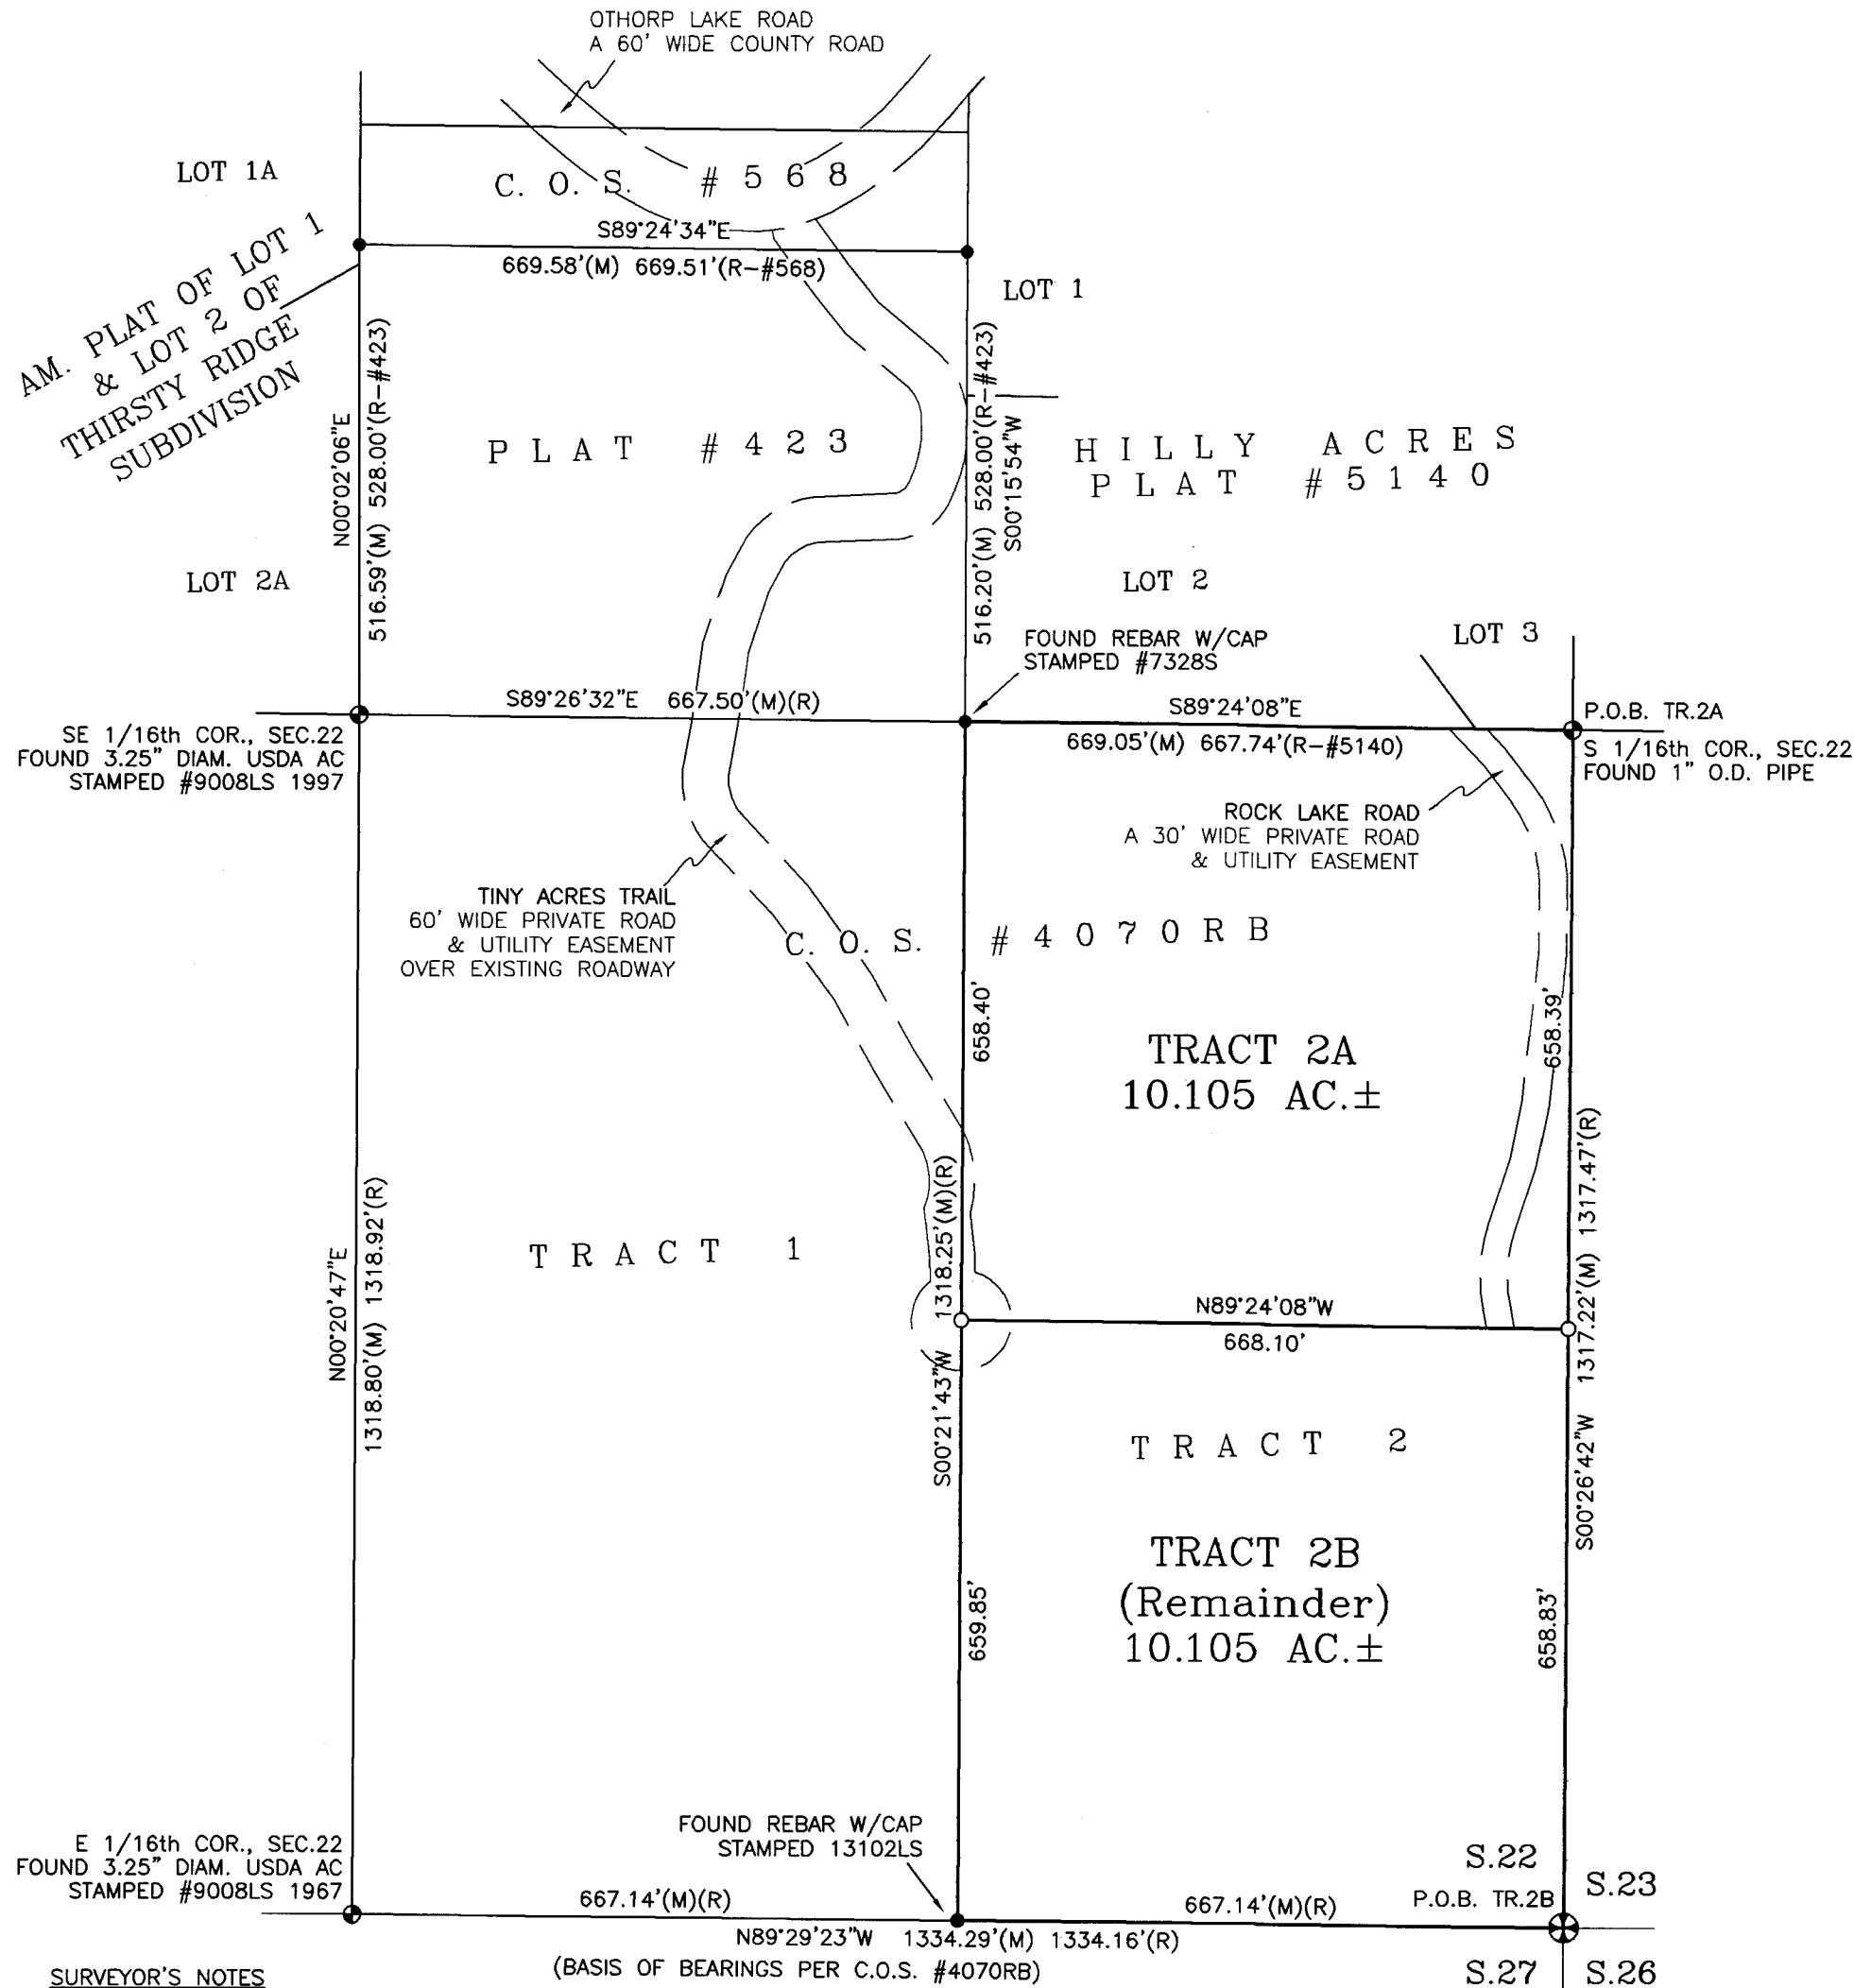 OTHORP LAKE ROAD
A 60' WIDE COUNTY ROAD
LOT 1A
C. O. S. # 5 6 8
AM. PLAT OF LOT 1
& LOT 2 OF
THIRSTY RIDGE
SUBDIVISION
S89°24'34"E
669.58'(M) 669.51'(R-#568)
LOT 1
N00°02'06"E
516.59'(M) 528.00'(R-#423)
P L A T # 4 2 3
516.20'(M) 528.00'(R-#423)
S00°15'54"W
H I L L Y A C R E S
P L A T # 5 1 4 0
LOT 2A
LOT 2
LOT 3
FOUND REBAR W/CAP
STAMPED #7328S
S89°26'32"E 667.50'(M)(R)
S89°24'08"E
669.05'(M) 667.74'(R-#5140)
P.O.B. TR.2A
S 1/16th COR., SEC.22
FOUND 1" O.D. PIPE
SE 1/16th COR., SEC.22
FOUND 3.25" DIAM. USDA AC
STAMPED #9008LS 1997
ROCK LAKE ROAD
A 30' WIDE PRIVATE ROAD
& UTILITY EASEMENT
TINY ACRES TRAIL
60' WIDE PRIVATE ROAD
& UTILITY EASEMENT
OVER EXISTING ROADWAY
C. O. S. # 4 0 7 0 R B
658.40'
658.39'
TRACT 2A
10.105 AC.±
N00°20'47"E
1318.80'(M) 1318.92'(R)
T R A C T 1
1318.25'(M)(R)
S00°21'43"W
1317.22'(M) 1317.47'(R)
S00°26'42"W
N89°24'08"W
668.10'
T R A C T 2
TRACT 2B
(Remainder)
10.105 AC.±
659.85'
658.83'
FOUND REBAR W/CAP
STAMPED 13102LS
E 1/16th COR., SEC.22
FOUND 3.25" DIAM. USDA AC
STAMPED #9008LS 1967
S.22
S.23
P.O.B. TR.2B
667.14'(M)(R)
667.14'(M)(R)
N89°29'23"W 1334.29'(M) 1334.16'(R)
(BASIS OF BEARINGS PER C.O.S. #4070RB)
S.27
S.26
SURVEYOR'S NOTES